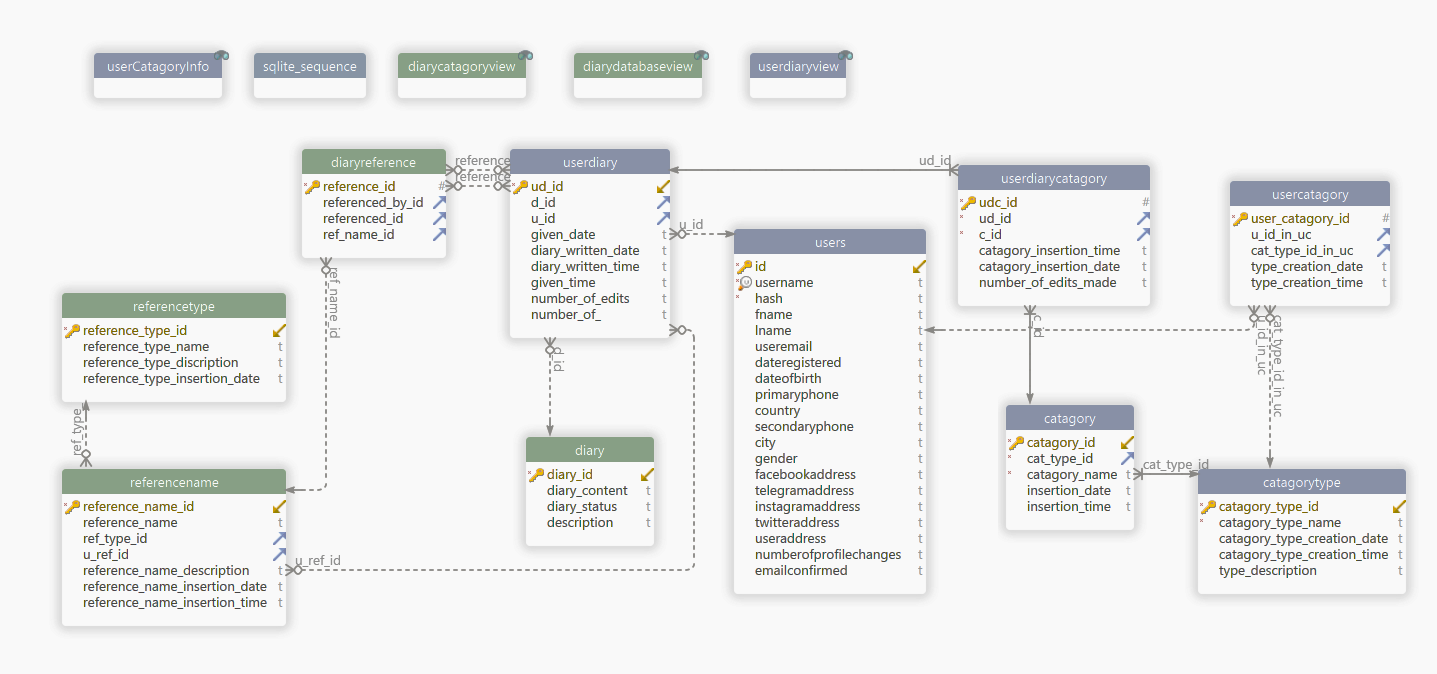 userCatagoryInfo
sqlite_sequence
diarycatagoryview
diarydatabaseview
userdiaryview
diaryreference
reference_id #
referenced_by_id
referenced_id
ref_name_id
reference
reference
userdiary
ud_id
d_id
u_id
given_date t
diary_written_date t
diary_written_time t
given_time t
number_of_edits t
number_of_ t
ud_id
userdiarycatagory
udc_id #
ud_id
c_id
catagory_insertion_time t
catagory_insertion_date t
number_of_edits_made t
usercatagory
user_catagory_id #
u_id_in_uc
cat_type_id_in_uc
type_creation_date t
type_creation_time t
u_id
users
id
username t
hash t
fname t
lname t
useremail t
dateregistered t
dateofbirth t
primaryphone t
country t
secondaryphone t
city t
gender t
facebookaddress t
telegramaddress t
instagramaddress t
twitteraddress t
useraddress t
numberofprofilechanges t
emailconfirmed t
ref_name_id
referencetype
reference_type_id
reference_type_name t
reference_type_discription t
reference_type_insertion_date t
ref_type_
d_id
c_id
u_id_in_uc
cat_type_id_in_uc
diary
diary_id
diary_content t
diary_status t
description t
catagory
catagory_id
cat_type_id
catagory_name t
insertion_date t
insertion_time t
cat_type_id
catagorytype
catagory_type_id
catagory_type_name t
catagory_type_creation_date t
catagory_type_creation_time t
type_description t
referencename
reference_name_id
reference_name t
ref_type_id
u_ref_id
reference_name_description t
reference_name_insertion_date t
reference_name_insertion_time t
u_ref_id